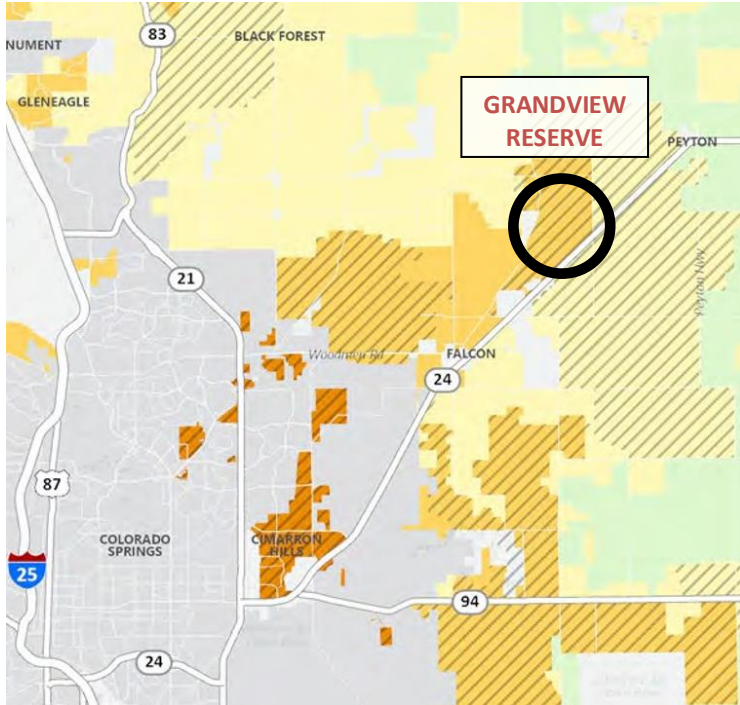 NUMENT
83
BLACK FOREST
GLENEAGLE
GRANDVIEW
RESERVE
PEYTON
21
Peyton Hwy
Woodmen Rd
FALCON
24
87
COLORADO
SPRINGS
CIMARRON
HILLS
25
94
24